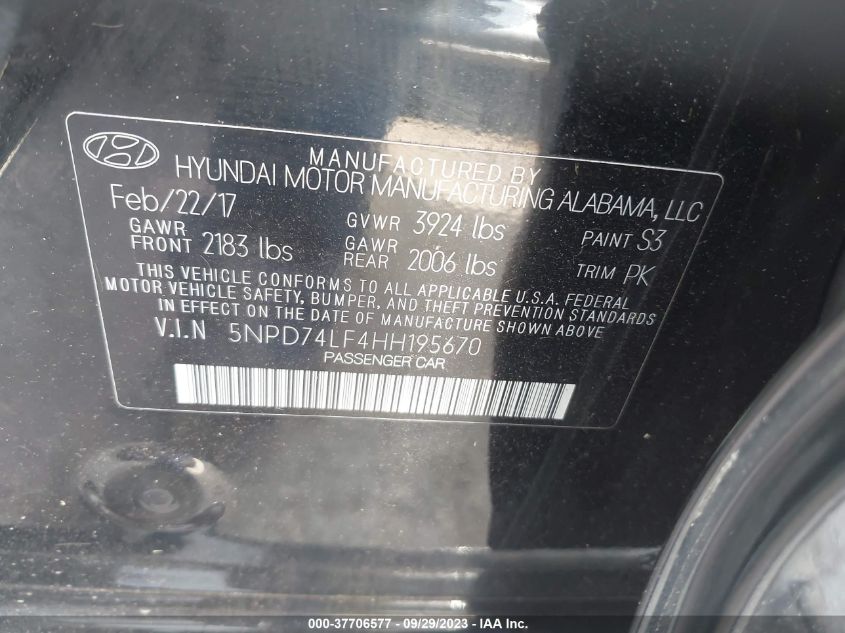 MANUFACTURED BY
HYUNDAI MOTOR MANUFACTURING ALABAMA, LLC
Feb/22/17 GVWR 3924 lbs PAINT S3
GAWR FRONT 2183 lbs GAWR REAR 2006 lbs TRIM PK
THIS VEHICLE CONFORMS TO ALL APPLICABLE U.S.A. FEDERAL
MOTOR VEHICLE SAFETY, BUMPER, AND THEFT PREVENTION STANDARDS
IN EFFECT ON THE DATE OF MANUFACTURE SHOWN ABOVE.
V.I.N 5NPD74LF4HH195670
PASSENGER CAR
000-37706577 - 09/29/2023 - IAA Inc.